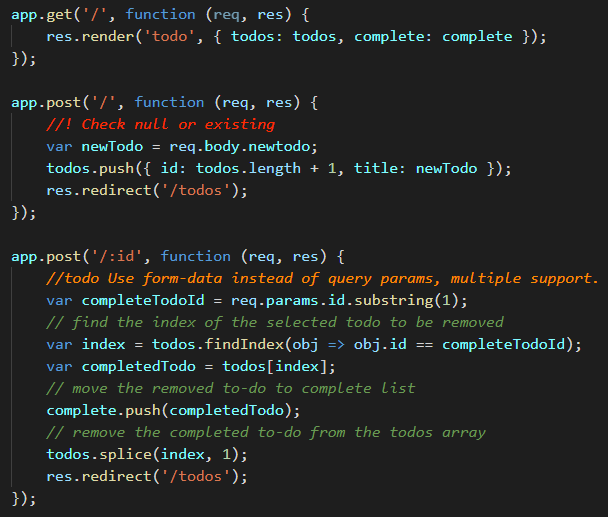 app.get('/', function (req, res) {
    res.render('todo', { todos: todos, complete: complete });
});

app.post('/', function (req, res) {
    //! Check null or existing
    var newTodo = req.body.newtodo;
    todos.push({ id: todos.length + 1, title: newTodo });
    res.redirect('/todos');
});

app.post('/:id', function (req, res) {
    //todo Use form-data instead of query params, multiple support.
    var completeTodoId = req.params.id.substring(1);
    // find the index of the selected todo to be removed
    var index = todos.findIndex(obj => obj.id == completeTodoId);
    var completedTodo = todos[index];
    // move the removed to-do to complete list
    complete.push(completedTodo);
    // remove the completed to-do from the todos array
    todos.splice(index, 1);
    res.redirect('/todos');
});